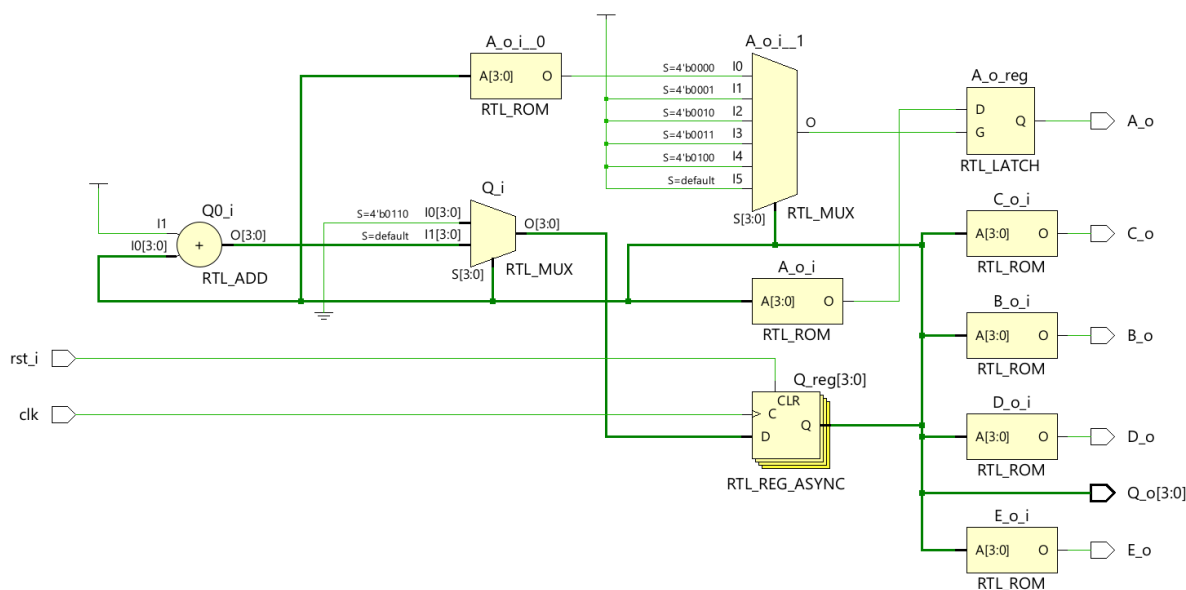 A_o_i__0
A[3:0] O
RTL_ROM
A_o_i__1
S=4'b0000 I0
S=4'b0001 I1
S=4'b0010 I2
S=4'b0011 I3
S=4'b0100 I4
S=default I5
O
S[3:0]
RTL_MUX
A_o_reg
D
G
Q
RTL_LATCH
A_o
Q0_i
I1
I0[3:0]
+
O[3:0]
RTL_ADD
Q_i
S=4'b0110 I0[3:0]
S=default I1[3:0]
O[3:0]
S[3:0]
RTL_MUX
A_o_i
A[3:0] O
RTL_ROM
C_o_i
A[3:0] O
RTL_ROM
C_o
B_o_i
A[3:0] O
RTL_ROM
B_o
rst_i
clk
Q_reg[3:0]
CLR
C
D
Q
RTL_REG_ASYNC
D_o_i
A[3:0] O
RTL_ROM
D_o
Q_o[3:0]
E_o_i
A[3:0] O
RTL_ROM
E_o